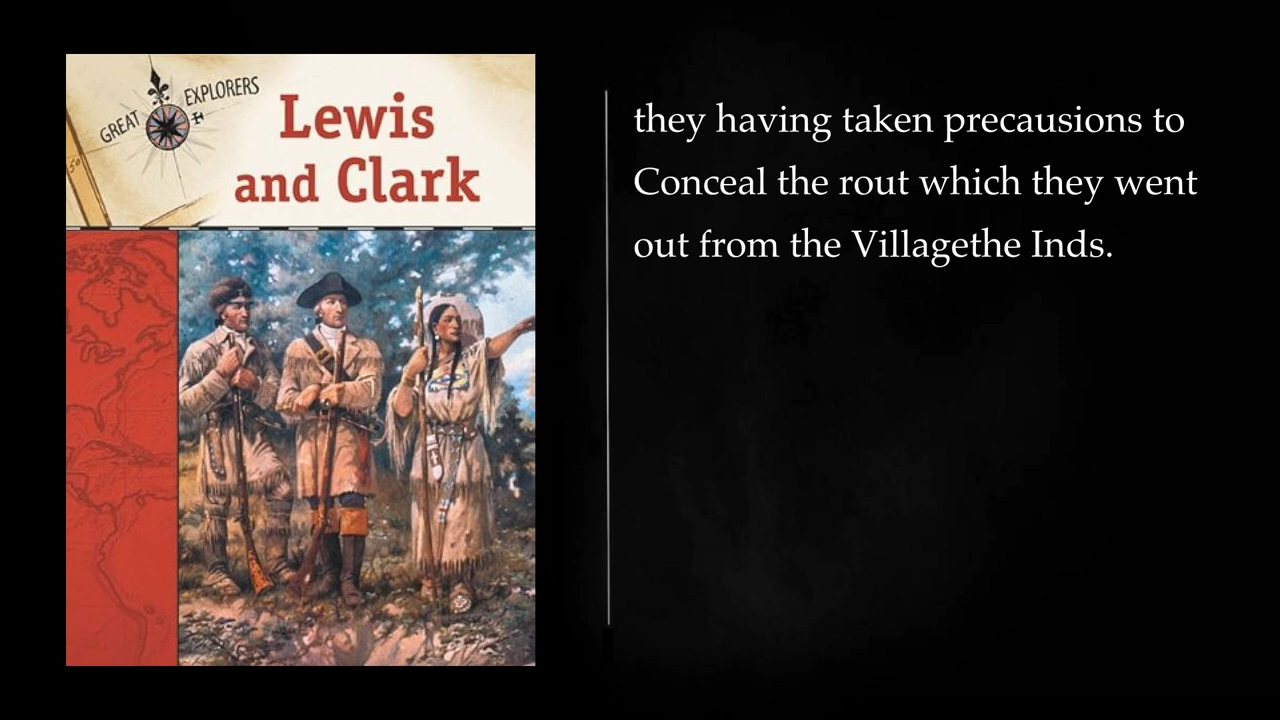 GREAT EXPLORERS
Lewis
and Clark
50
they having taken precausions to
Conceal the rout which they went
out from the Villagethe Inds.